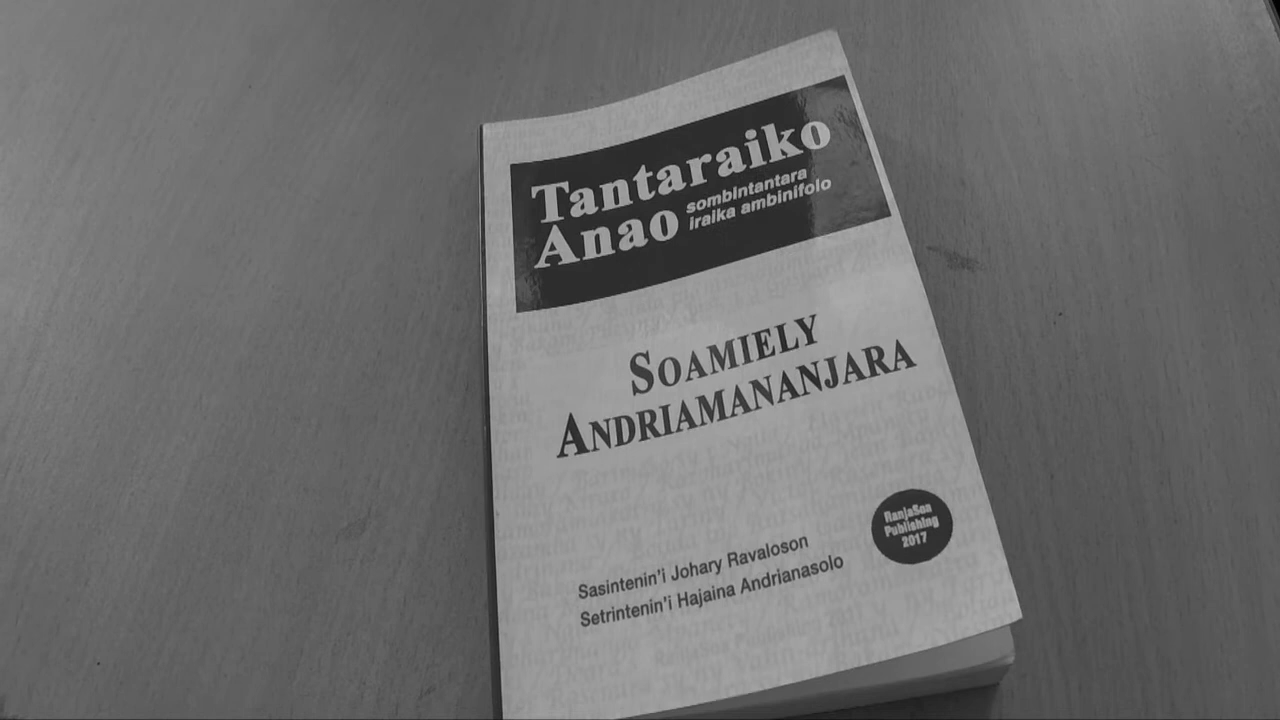 Tantaraiko
Anao
sombintantara
iraika ambinifolo
SOAMIELY
ANDRIAMANANJARA
RanjaSoa
Publishing
2017
Sasintenin'i Johary Ravaloson
Setrintenin'i Hajaina Andrianasolo